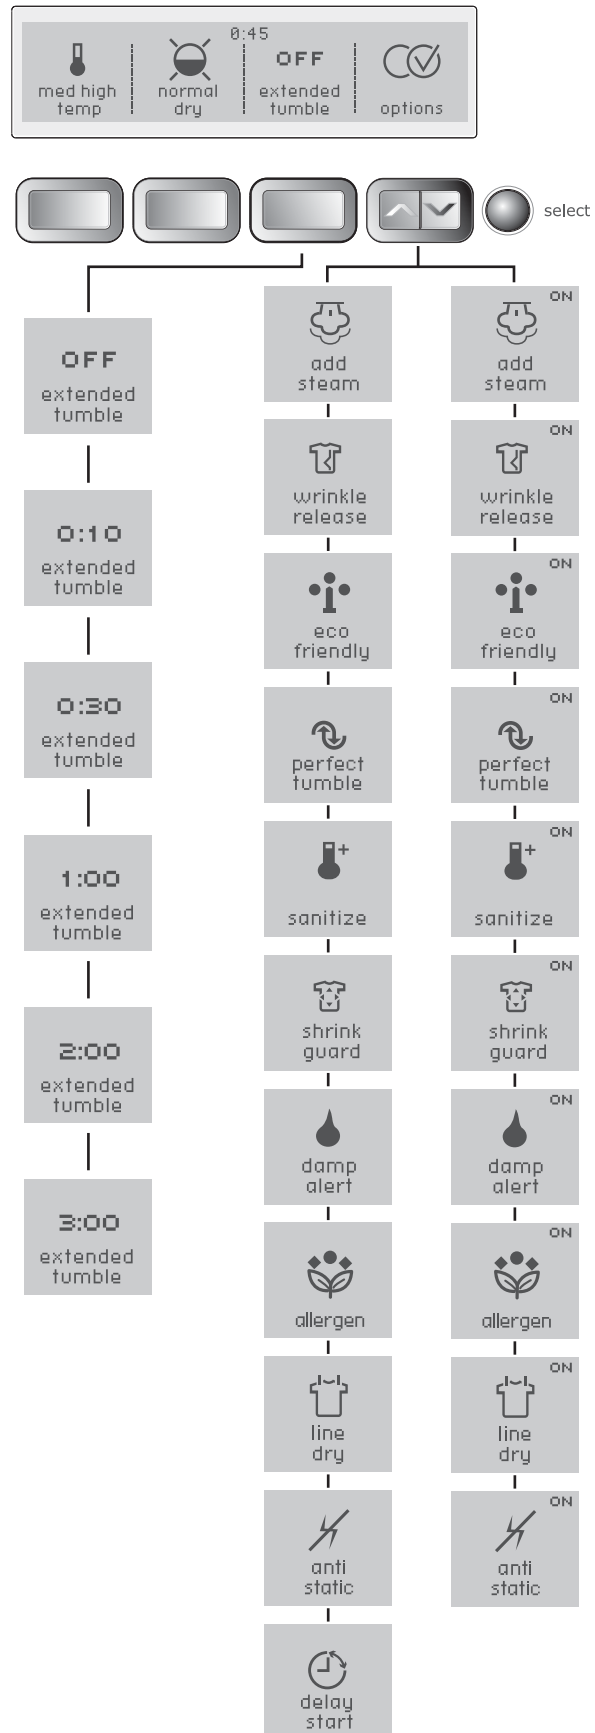 0:45
OFF
med high
temp
normal
dry
extended
tumble
options
select
OFF
extended
tumble
0:10
extended
tumble
0:30
extended
tumble
1:00
extended
tumble
2:00
extended
tumble
3:00
extended
tumble
add
steam
wrinkle
release
eco
friendly
perfect
tumble
sanitize
shrink
guard
damp
alert
allergen
line
dry
anti
static
delay
start
ON
add
steam
ON
wrinkle
release
ON
eco
friendly
ON
perfect
tumble
ON
sanitize
ON
shrink
guard
ON
damp
alert
ON
allergen
ON
line
dry
ON
anti
static